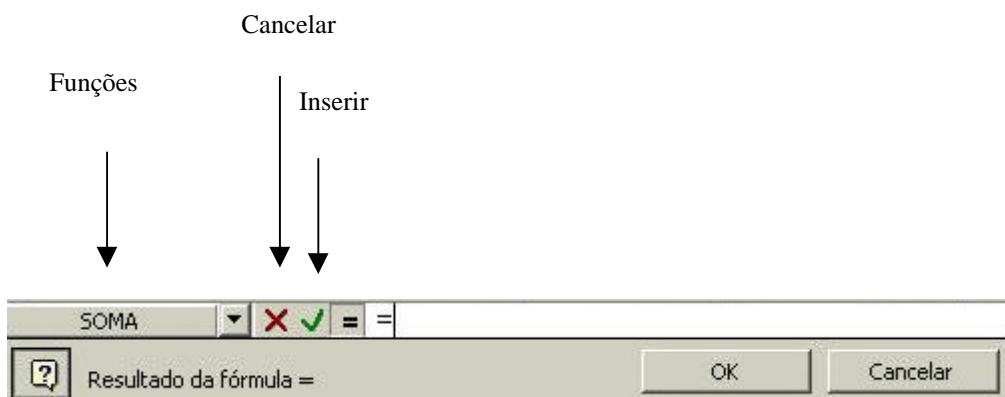 Cancelar
Funções
Inserir
SOMA = =
Resultado da fórmula = OK Cancelar